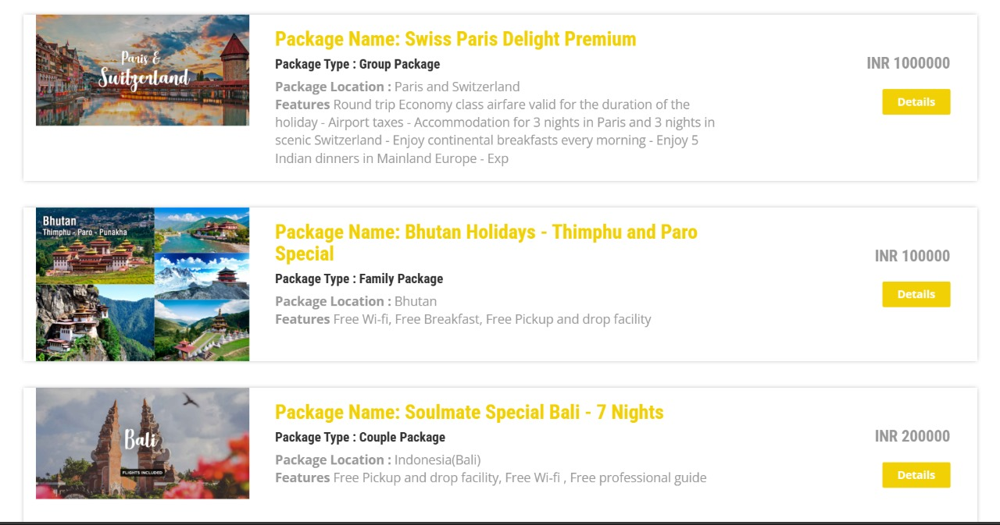 Paris &
Switzerland
Package Name: Swiss Paris Delight Premium
Package Type : Group Package
Package Location : Paris and Switzerland
Features Round trip Economy class airfare valid for the duration of the
holiday - Airport taxes - Accommodation for 3 nights in Paris and 3 nights in
scenic Switzerland - Enjoy continental breakfasts every morning - Enjoy 5
Indian dinners in Mainland Europe - Exp
INR 1000000
Details
Bhutan
Thimphu - Paro - Punakha
Package Name: Bhutan Holidays - Thimphu and Paro
Special
Package Type : Family Package
Package Location : Bhutan
Features Free Wi-fi, Free Breakfast, Free Pickup and drop facility
INR 100000
Details
Bali
FLIGHTS INCLUDED
Package Name: Soulmate Special Bali - 7 Nights
Package Type : Couple Package
Package Location : Indonesia(Bali)
Features Free Pickup and drop facility, Free Wi-fi , Free professional guide
INR 200000
Details